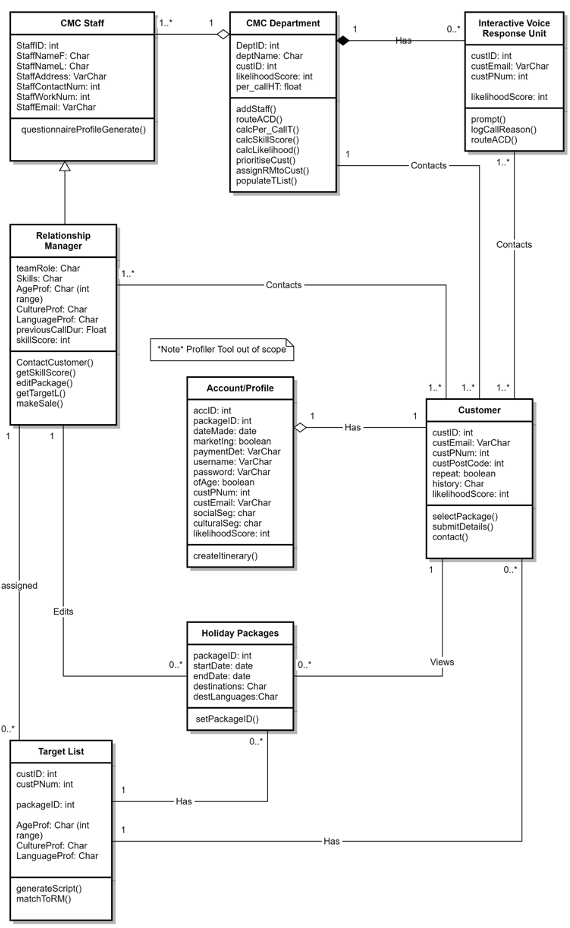 CMC Staff
StaffID: int
StaffNameF: Char
StaffNameL: Char
StaffAddress: VarChar
StaffContactNum: int
StaffWorkNum: int
StaffEmail: VarChar
questionnaireProfileGenerate()
1..*
1
CMC Department
DeptID: int
deptName: Char
custID: int
likelihoodScore: int
per_callHT: float
addStaff()
routeACD()
calcPer_CallT()
calcSkillScore()
calcLikelihood()
prioritiseCust()
assignRMtoCust()
populateTList()
1
Has
0..*
Interactive Voice
Response Unit
custID: int
custEmail: VarChar
custPNum: int
likelihoodScore: int
prompt()
logCallReason()
routeACD()
1
Contacts
1..*
Contacts
Relationship
Manager
teamRole: Char
Skills: Char
AgeProf: Char (int
range)
CultureProf: Char
LanguageProf: Char
previousCallDur: Float
skillScore: int
ContactCustomer()
getSkillScore()
editPackage()
getTargetL()
makeSale()
1..*
Contacts
*Note* Profiler Tool out of scope
1..*
1..*
1..*
Account/Profile
accID: int
packageID: int
dateMade: date
marketing: boolean
paymentDet: VarChar
username: VarChar
password: VarChar
ofAge: boolean
custPNum: int
custEmail: VarChar
socialSeg: char
culturalSeg: char
likelihoodScore: int
createItinerary()
1
Has
1
Customer
custID: int
custEmail: VarChar
custPNum: int
custPostCode: int
repeat: boolean
history: Char
likelihoodScore: int
selectPackage()
submitDetails()
contact()
1
1
1
0..*
assigned
Edits
0..*
Holiday Packages
packageID: int
startDate: date
endDate: date
destinations: Char
destLanguages:Char
setPackageID()
0..*
Views
0..*
0..*
Target List
custID: int
custPNum: int
packageID: int
AgeProf: Char (int
range)
CultureProf: Char
LanguageProf: Char
generateScript()
matchToRM()
1
Has
1
Has